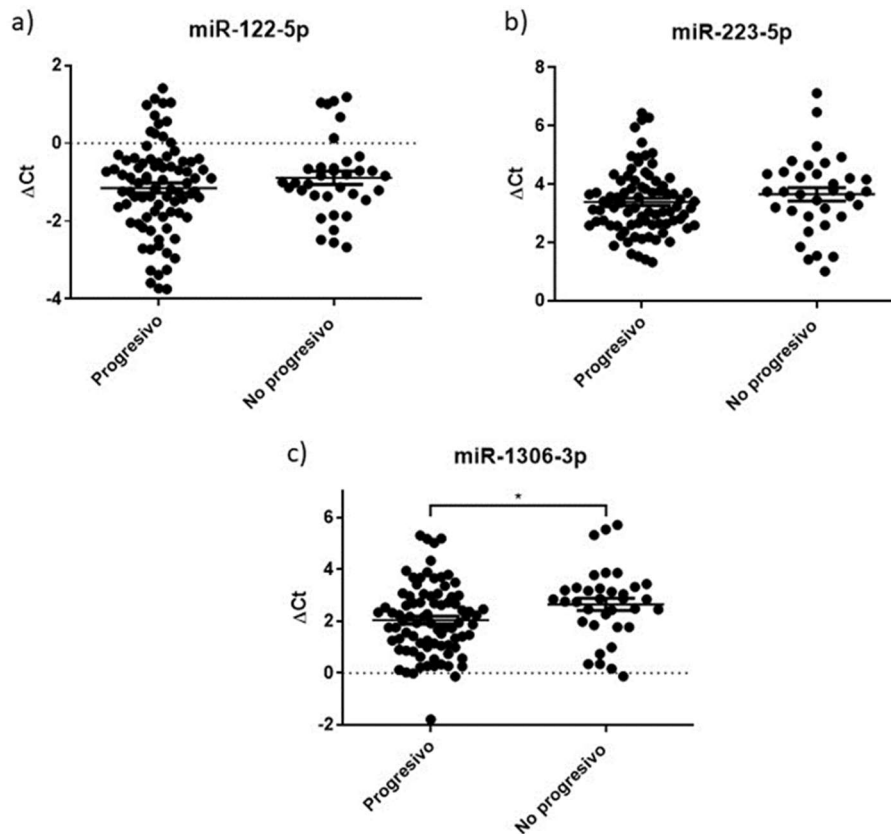 a)
miR-122-5p
ΔCt
2
0
-2
-4
Progresivo
No progresivo
b)
miR-223-5p
ΔCt
8
6
4
2
0
Progresivo
No progresivo
c)
miR-1306-3p
*
ΔCt
6
4
2
0
-2
Progresivo
No progresivo